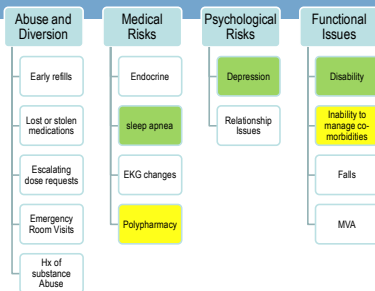 Abuse and
Diversion
Early refills
Lost or stolen
medications
Escalating
dose requests
Emergency
Room Visits
Hx of
substance
Abuse
Medical
Risks
Endocrine
sleep apnea
EKG changes
Polypharmacy
Psychological
Risks
Depression
Relationship
Issues
Functional
Issues
Disability
Inability to
manage co-
morbidities
Falls
MVA